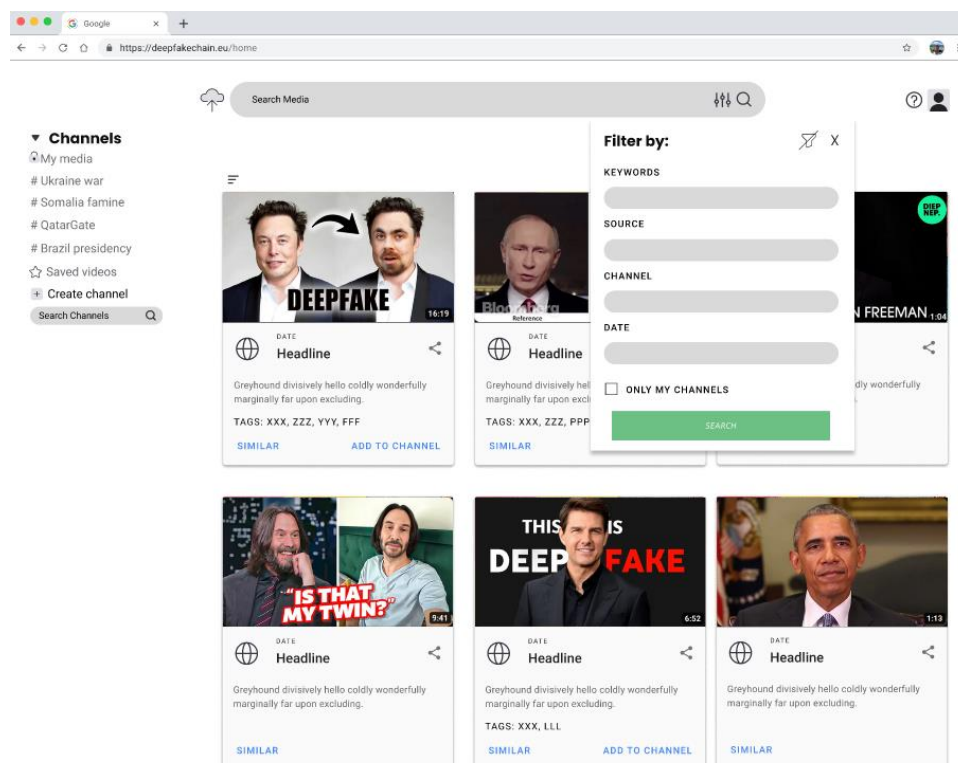 Google
https://deepfakechain.eu/home
Search Media
Channels
My media
# Ukraine war
# Somalia famine
# QatarGate
# Brazil presidency
Saved videos
Create channel
Search Channels
Filter by:
X
KEYWORDS
SOURCE
CHANNEL
DATE
ONLY MY CHANNELS
SEARCH
DEEPFAKE
16:19
DATE
Headline
Greyhound divisively hello coldly wonderfully
marginally far upon excluding.
TAGS: XXX, ZZZ, YYY, FFF
SIMILAR
ADD TO CHANNEL
Bloomberg
Reference
DATE
Headline
Greyhound divisively hel
marginally far upon excl
TAGS: XXX, ZZZ, PPP
SIMILAR
DIEP
NEP.
N FREEMAN
1:04
dly wonderfully
"IS THAT
MY TWIN?"
9:41
DATE
Headline
Greyhound divisively hello coldly wonderfully
marginally far upon excluding.
SIMILAR
THIS IS
DEEPFAKE
6:52
DATE
Headline
Greyhound divisively hello coldly wonderfully
marginally far upon excluding.
TAGS: XXX, LLL
SIMILAR
ADD TO CHANNEL
1:13
DATE
Headline
Greyhound divisively hello coldly wonderfully
marginally far upon excluding.
SIMILAR